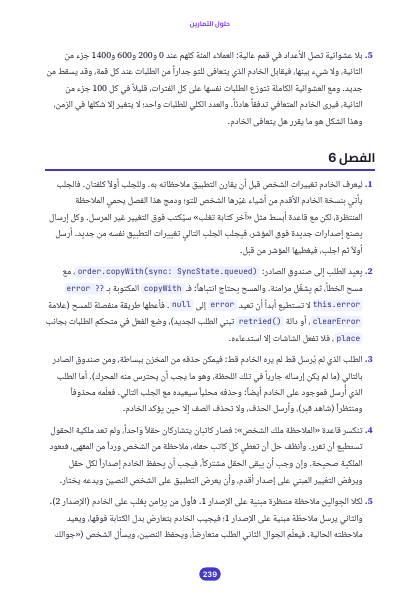 حلول التمارين
5. بلا عشوائية تصل الأعداد في قمم عالية: العملاء المئة كلهم عند 0 و200 و600 و1400 جزء من
الثانية، ولا شيء بينها، فيقابل الخادم الذي يتعافى للتو جداراً من الطلبات عند كل قمة، وقد يسقط من
جديد. ومع العشوائية الكاملة تتوزع الطلبات نفسها على كل الفترات، قليلاً في كل 100 جزء من
الثانية، فيرى الخادم المتعافي تدفقاً هادئاً. والعدد الكلي للطلبات واحد؛ لا يتغير إلا شكلها في الزمن،
وهذا الشكل هو ما يقرر هل يتعافى الخادم.
الفصل 6
1. ليعرف الخادم تغييرات الشخص قبل أن يقارن التطبيق ملاحظاته به. وللجلب أولاً كلفتان. فالجلب
يأتي بنسخة الخادم الأقدم من أشياء غيّرها الشخص للتو؛ ودمج هذا يفصل الجلب
المنتظرة، لكن مع قاعدة أبسط مثل «آخر كتابة تغلب» سيُكتب فوق التغيير غير المرسل. وكل إرسال
يصنع إصدارات جديدة فوق المؤشر، فيجلب الجلب التالي تغييرات التطبيق نفسه من جديد. أرسل
أولاً ثم اجلب، فيغطيها المؤشر من قبل.
2. يعيد الطلب إلى صندوق الصادر: order.copyWith(sync: SyncState.queued)، مع
مسح الخطأ، ثم يشغّل مزامنة. والمسح يحتاج انتباهاً: فـ copyWith المكتوبة بـ error ??
this.error لا تستطيع أبداً أن تعيد error إلى null. فأعطها طريقة منفصلة للمسح (علامة
clearError، أو دالة retried() تبني الطلب الجديد)، وضع الفعل في متحكم الطلبات بجانب
place، فلا تفعل الشاشات إلا استدعاءه.
3. الطلب الذي لم يُرسل قط لم يره الخادم قط: فيمكن حذفه من المخزن ببساطة، ومن صندوق الصادر
بالتالي (ما لم يكن إرساله جارياً في تلك اللحظة، وهو ما يجب أن يحترس منه المحرك). أما الطلب
الذي أُرسل فموجود على الخادم أيضاً: وحذفه محلياً سيعيده مع الجلب التالي. فعلّمه محذوفاً
ومنتظراً (شاهد قبر)، وأرسل الحذف، ولا تحذف الصف إلا حين يؤكد الخادم.
4. تنكسر قاعدة «الملاحظة ملك الشخص»: فصار كاتبان يتشاركان حقلاً واحداً، ولم تعد ملكية الحقول
تستطيع أن تقرر. وأنظف حل أن تعطي كل كاتب حقله، ملاحظة من الشخص ورداً من المقهى، فتعود
الملكية صحيحة. وإن وجب أن يبقى الحقل مشتركاً، فيجب أن يحفظ الخادم إصداراً لكل حقل
ويرفض التغيير المبني على إصدار أقدم، وأن يعرض التطبيق على الشخص النصين ويدعه يختار.
5. لكلا الجوالين ملاحظة منتظرة مبنية على الإصدار 1. فأول من يزامن يغلب على الخادم (الإصدار 2).
والثاني يرسل ملاحظة مبنية على الإصدار 1؛ فيجيب الخادم بتعارض بدل الكتابة فوقها، ويعيد
ملاحظته الحالية. فيعلّم الجوال الثاني الطلب متعارضاً، ويحفظ النصين، ويسأل الشخص («جوالك
239